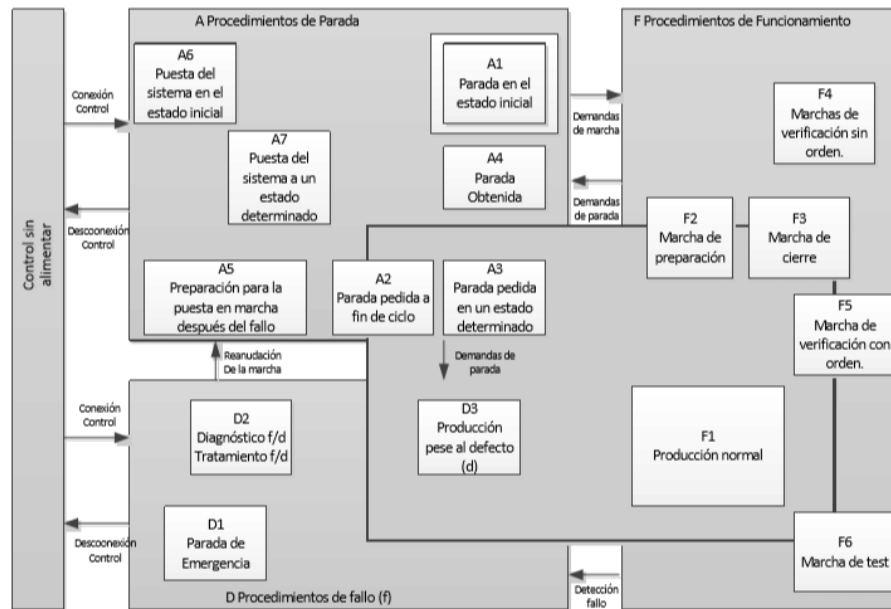 A Procedimientos de Parada
F Procedimientos de Funcionamiento
Control sin
alimentar
Conexión
Control
Descoonexión
Control
A6
Puesta del
sistema en el
estado inicial
A1
Parada en el
estado inicial
A7
Puesta del
sistema a un
estado
determinado
A4
Parada
Obtenida
Demandas
de marcha
Demandas
de parada
F4
Marchas de
verificación sin
orden.
F2
Marcha de
preparación
F3
Marcha de
cierre
A5
Preparación para la
puesta en marcha
después del fallo
A2
Parada pedida a
fin de ciclo
A3
Parada pedida
en un estado
determinado
F5
Marcha de
verificación con
orden.
Reanudación
De la marcha
Demandas de
parada
Conexión
Control
D2
Diagnóstico f/d
Tratamiento f/d
D3
Producción
pese al defecto
(d)
F1
Producción normal
Descoonexión
Control
D1
Parada de
Emergencia
F6
Marcha de test
D Procedimientos de fallo (f)
Detección
fallo